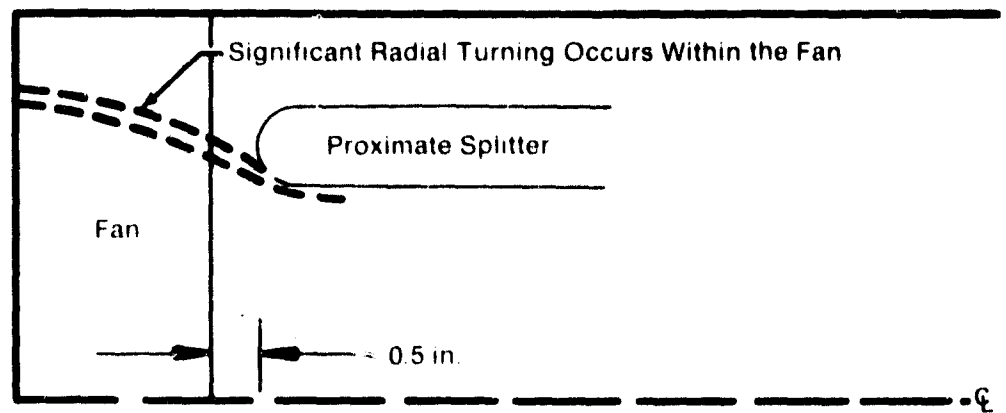 Significant Radial Turning Occurs Within the Fan
Proximate Splitter
Fan
≈ 0.5 in.
℄